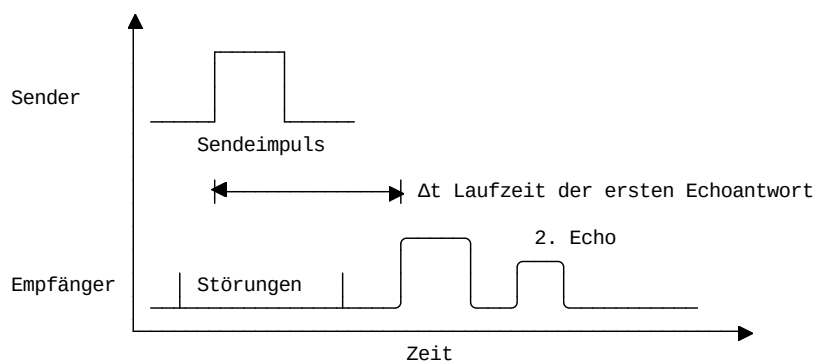 Sender
Sendeimpuls
Δt Laufzeit der ersten Echoantwort
2. Echo
Empfänger
Störungen
Zeit